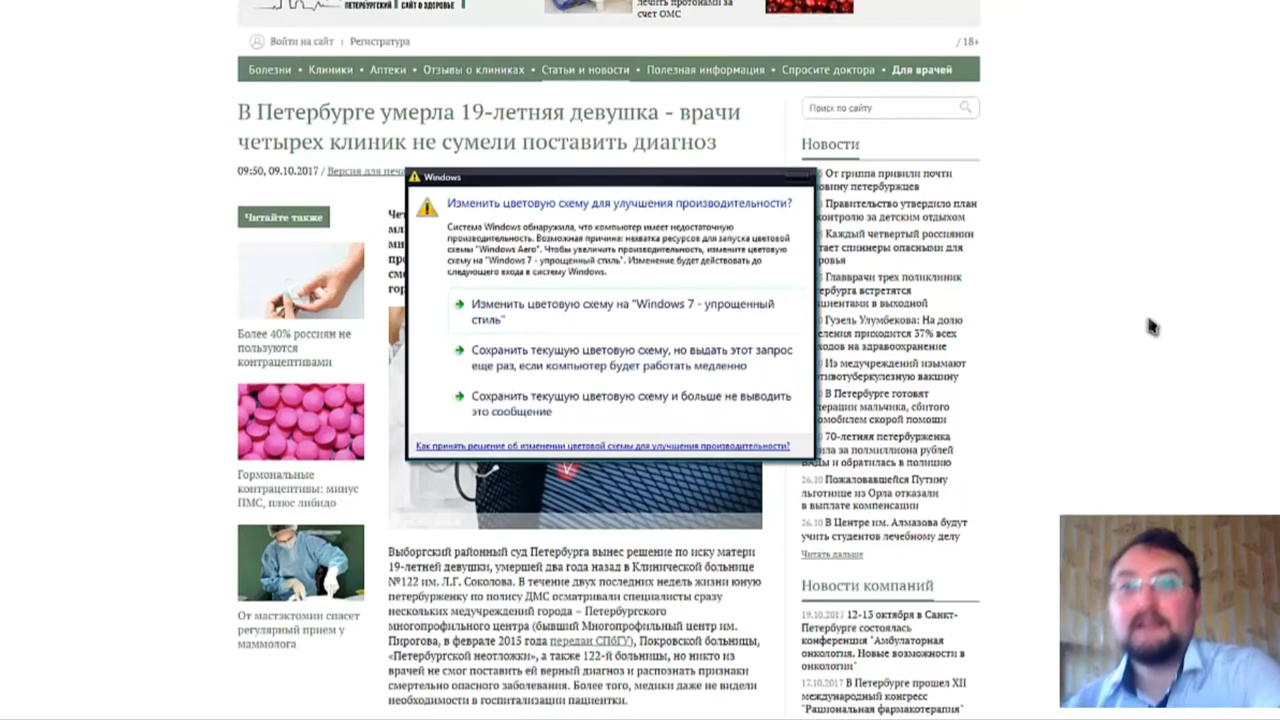 ПЕТЕРБУРГСКИЙ САЙТ О ЗДОРОВЬЕ
лечить протонами за
счет ОМС
Войти на сайт | Регистратура
/ 18+
Болезни • Клиники • Аптеки • Отзывы о клиниках • Статьи и новости • Полезная информация • Спросите доктора • Для врачей
В Петербурге умерла 19-летняя девушка - врачи
четырех клиник не сумели поставить диагноз
09:50, 09.10.2017 / Версия для печа
Читайте также
Более 40% россиян не
пользуются
контрацептивами
Гормональные
контрацептивы: минус
ПМС, плюс либидо
От мастэктомии спасет
регулярный прием у
маммолога
Windows
Изменить цветовую схему для улучшения производительности?
Система Windows обнаружила, что компьютер имеет недостаточную
производительность. Возможная причина: нехватка ресурсов для запуска цветовой
схемы "Windows Aero". Чтобы увеличить производительность, измените цветовую
схему на "Windows 7 - упрощенный стиль". Изменение будет действовать до
следующего входа в систему Windows.
Изменить цветовую схему на "Windows 7 - упрощенный
стиль"
Сохранить текущую цветовую схему, но выдать этот запрос
еще раз, если компьютер будет работать медленно
Сохранить текущую цветовую схему и больше не выводить
это сообщение
Как принять решение об изменении цветовой схемы для улучшения производительности?
Выборгский районный суд Петербурга вынес решение по иску матери
19-летней девушки, умершей два года назад в Клинической больнице
№122 им. Л.Г. Соколова. В течение двух последних недель жизни юную
петербурженку по полису ДМС осматривали специалисты сразу
нескольких медучреждений города – Петербургского
многопрофильного центра (бывший Многопрофильный центр им.
Пирогова, в феврале 2015 года передан СПбГУ), Покровской больницы,
«Петербургской неотложки», а также 122-й больницы, но никто из
врачей не смог поставить ей верный диагноз и распознать признаки
смертельно опасного заболевания. Более того, медики даже не видели
необходимости в госпитализации пациентки.
Поиск по сайту
Новости
От гриппа привили почти
овину петербуржцев
Правительство утвердило план
контролю за детским отдыхом
Каждый четвертый россиянин
тает спиннеры опасными для
ровья
Главврачи трех поликлиник
ербурга встретятся
циентами в выходной
Гузель Улумбекова: На долю
еления приходится 37% всех
ходов на здравоохранение
Из медучреждений изымают
отивотуберкулезную вакцину
В Петербурге готовят
перации мальчика, сбитого
омобилем скорой помощи
70-летняя петербурженка
ила за полмиллиона рублей
БАДы и обратилась в полицию
26.10 Пожаловавшейся Путину
льготнице из Орла отказали
в выплате компенсации
26.10 В Центре им. Алмазова будут
учить студентов лечебному делу
Читать дальше
Новости компаний
19.10.2017 12-13 октября в Санкт-
Петербурге состоялась
конференция "Амбулаторная
онкология. Новые возможности в
онкологии"
17.10.2017 В Петербурге прошел XII
международный конгресс
"Рациональная фармакотерапия"